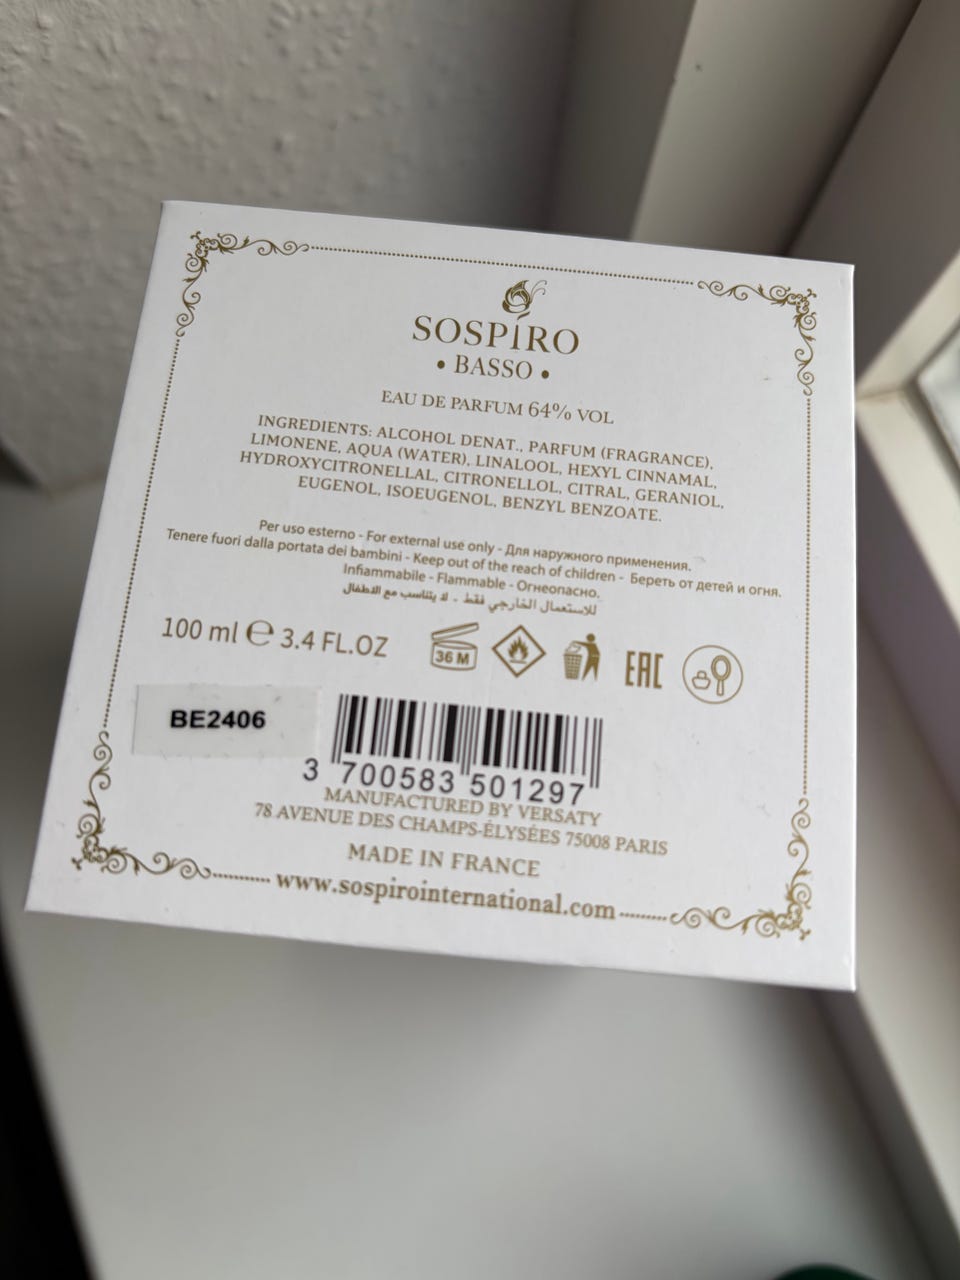 SOSPÍRO
• BASSO •
EAU DE PARFUM 64% VOL
INGREDIENTS: ALCOHOL DENAT., PARFUM (FRAGRANCE),
LIMONENE, AQUA (WATER), LINALOOL, HEXYL CINNAMAL,
HYDROXYCITRONELLAL, CITRONELLOL, CITRAL, GERANIOL,
EUGENOL, ISOEUGENOL, BENZYL BENZOATE.
Per uso esterno - For external use only - Для наружного применения.
Tenere fuori dalla portata dei bambini - Keep out of the reach of children - Береть от детей и огня.
Infiammabile - Flammable - Огнеопасно.
للاستعمال الخارجي فقط - لا يتناسب مع الاطفال
100 ml ℮ 3.4 FL.OZ
36 M
EAC
BE2406
3 700583 501297
MANUFACTURED BY VERSATY
78 AVENUE DES CHAMPS-ÉLYSÉES 75008 PARIS
MADE IN FRANCE
www.sospirointernational.com